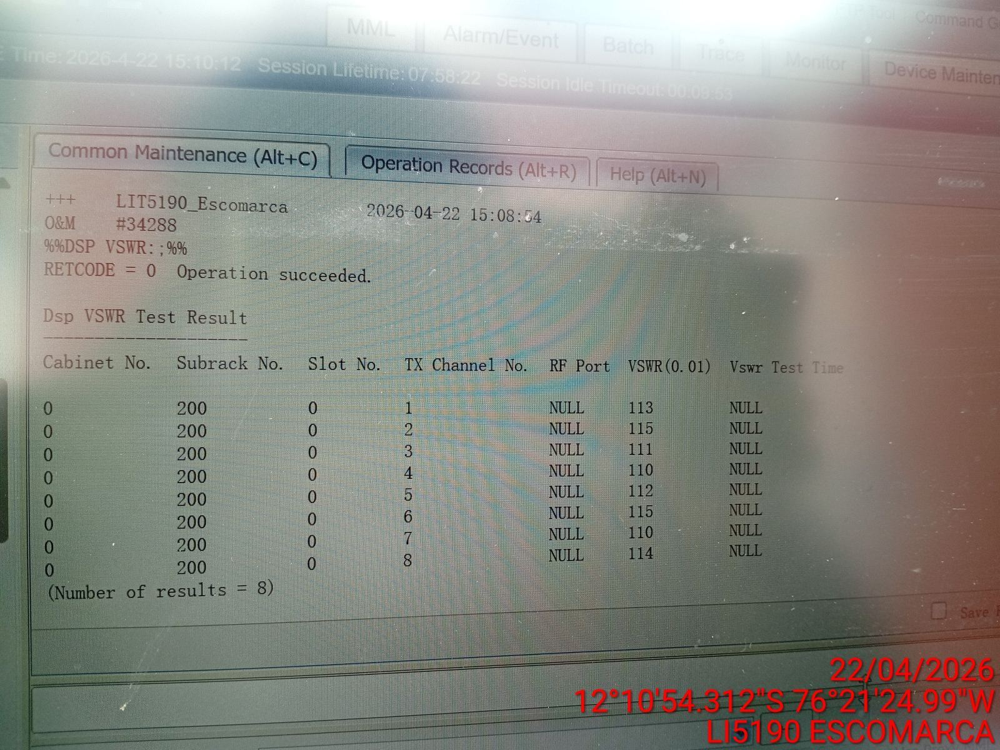 Tool Command G
MML Alarm/Event Batch Trace Monitor Device Mainten
Time: 2026-4-22 15:10:12 Session Lifetime: 07:58:22 Session Idle Timeout: 00:09:53
Common Maintenance (Alt+C) Operation Records (Alt+R) Help (Alt+N)
+++ LIT5190_Escomarca 2026-04-22 15:08:54
O&M #34288
%%DSP VSWR:;%%
RETCODE = 0 Operation succeeded.
Dsp VSWR Test Result
--------------------
Cabinet No. Subrack No. Slot No. TX Channel No. RF Port VSWR(0.01) Vswr Test Time
0 200 0 1 NULL 113 NULL
0 200 0 2 NULL 115 NULL
0 200 0 3 NULL 111 NULL
0 200 0 4 NULL 110 NULL
0 200 0 5 NULL 112 NULL
0 200 0 6 NULL 115 NULL
0 200 0 7 NULL 110 NULL
0 200 0 8 NULL 114 NULL
(Number of results = 8)
Save
22/04/2026
12°10'54.312"S 76°21'24.99"W
LI5190 ESCOMARCA